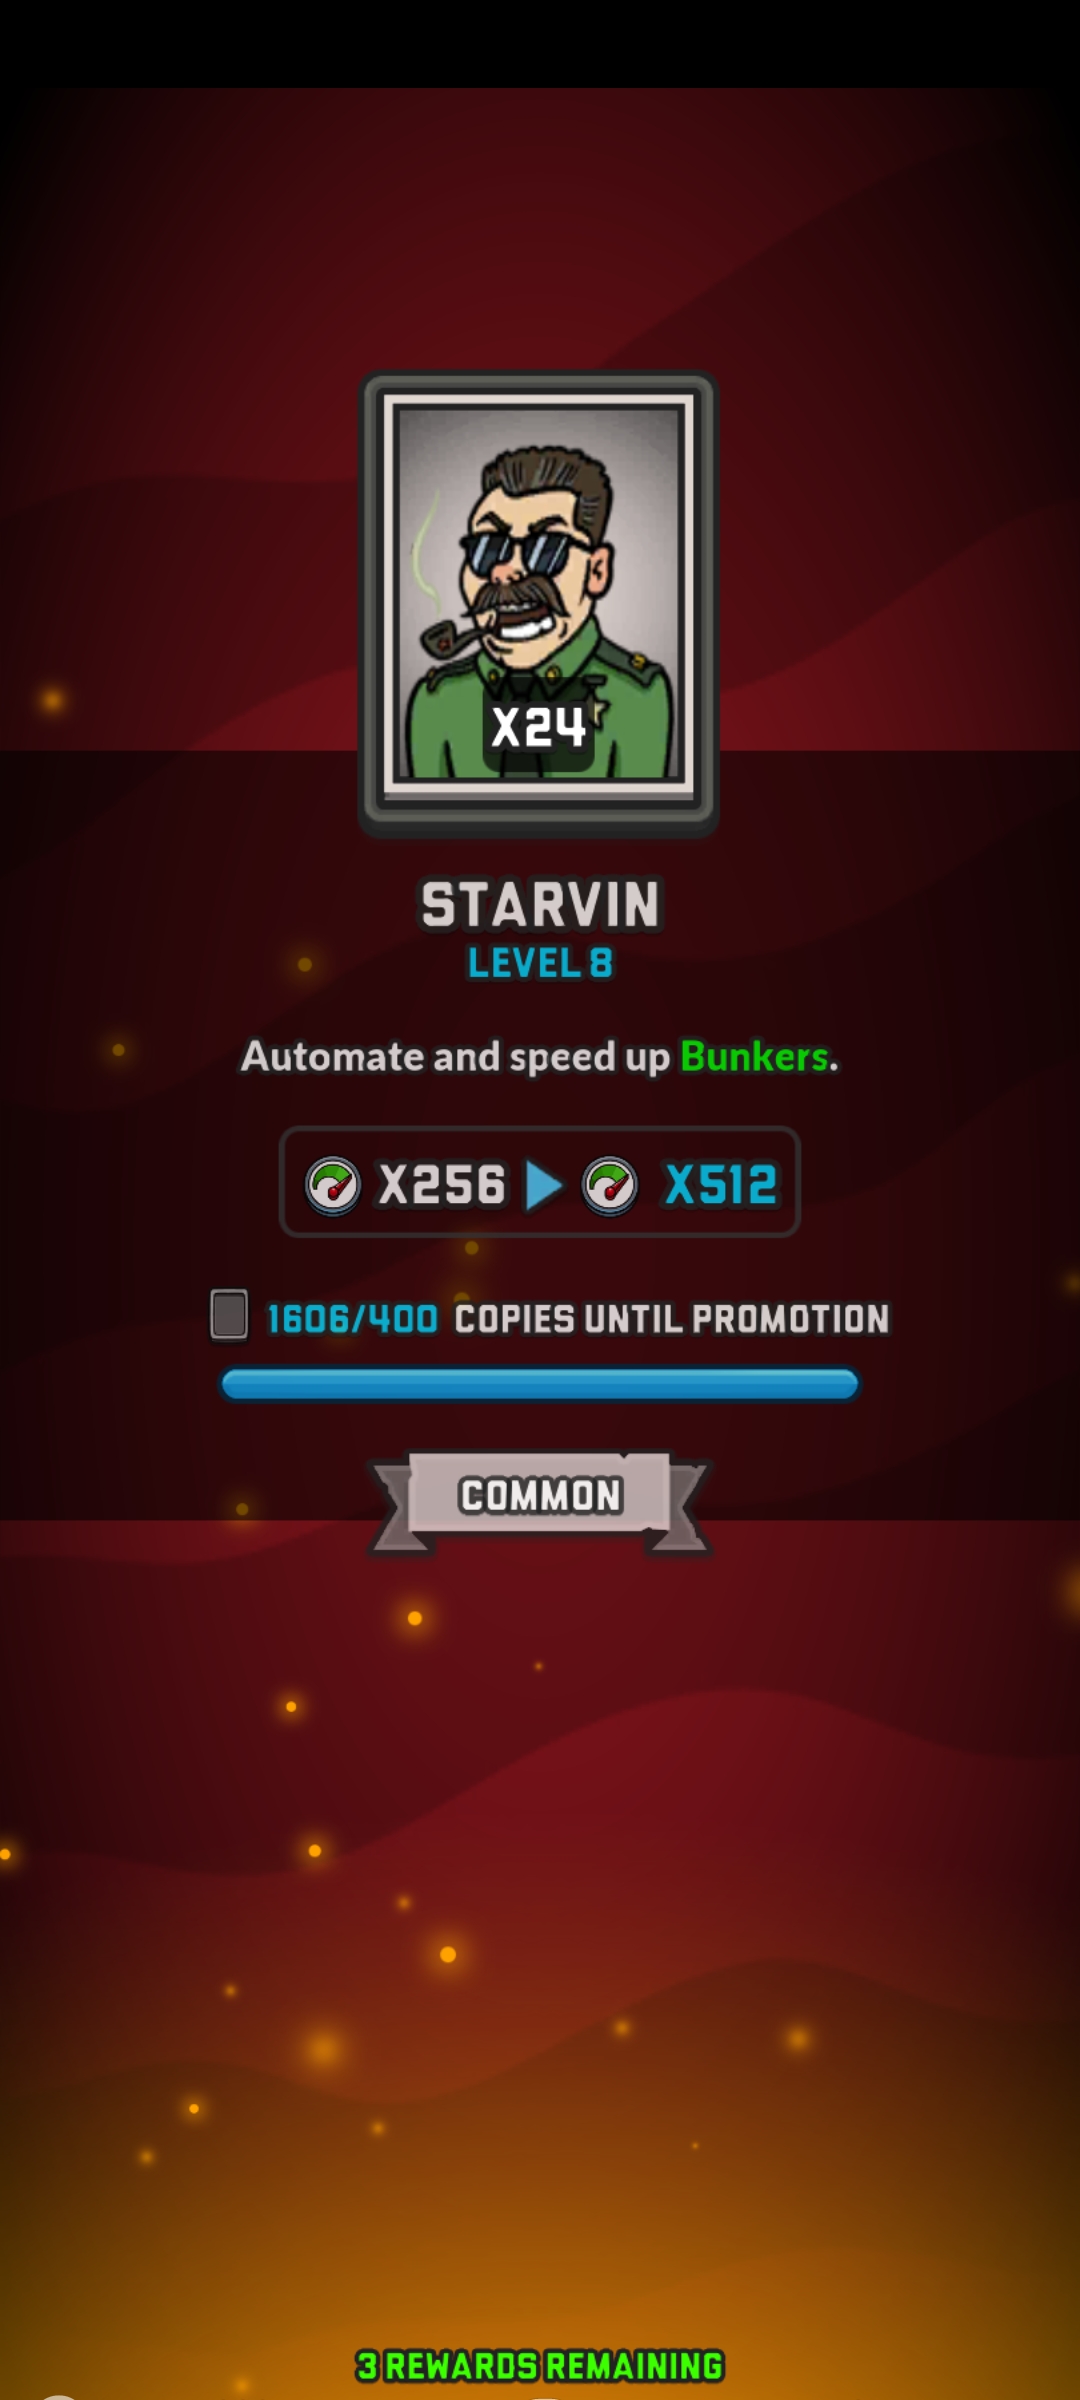 X24
STARVIN
LEVEL 8
Automate and speed up Bunkers.
X256 X512
1606/400 COPIES UNTIL PROMOTION
COMMON
3 REWARDS REMAINING